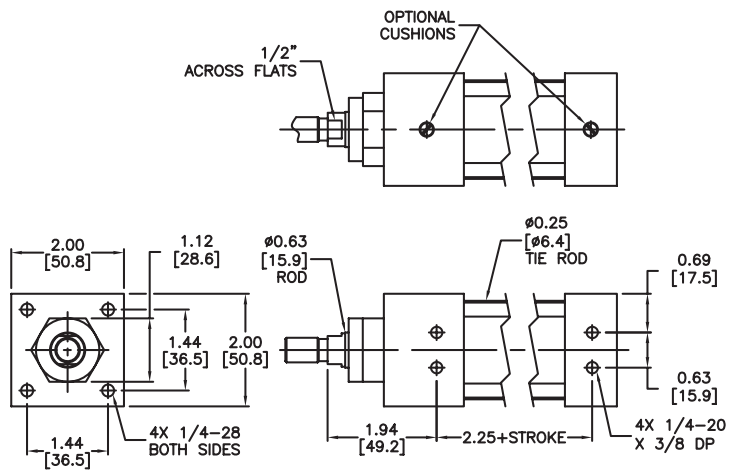 OPTIONAL
CUSHIONS
1/2"
ACROSS FLATS
2.00
[50.8]
1.12
[28.6]
ø0.63
[15.9]
ROD
ø0.25
[ø6.4]
TIE ROD
0.69
[17.5]
1.44
[36.5]
2.00
[50.8]
0.63
[15.9]
1.44
[36.5]
4X 1/4-28
BOTH SIDES
1.94
[49.2]
2.25+STROKE
4X 1/4-20
X 3/8 DP